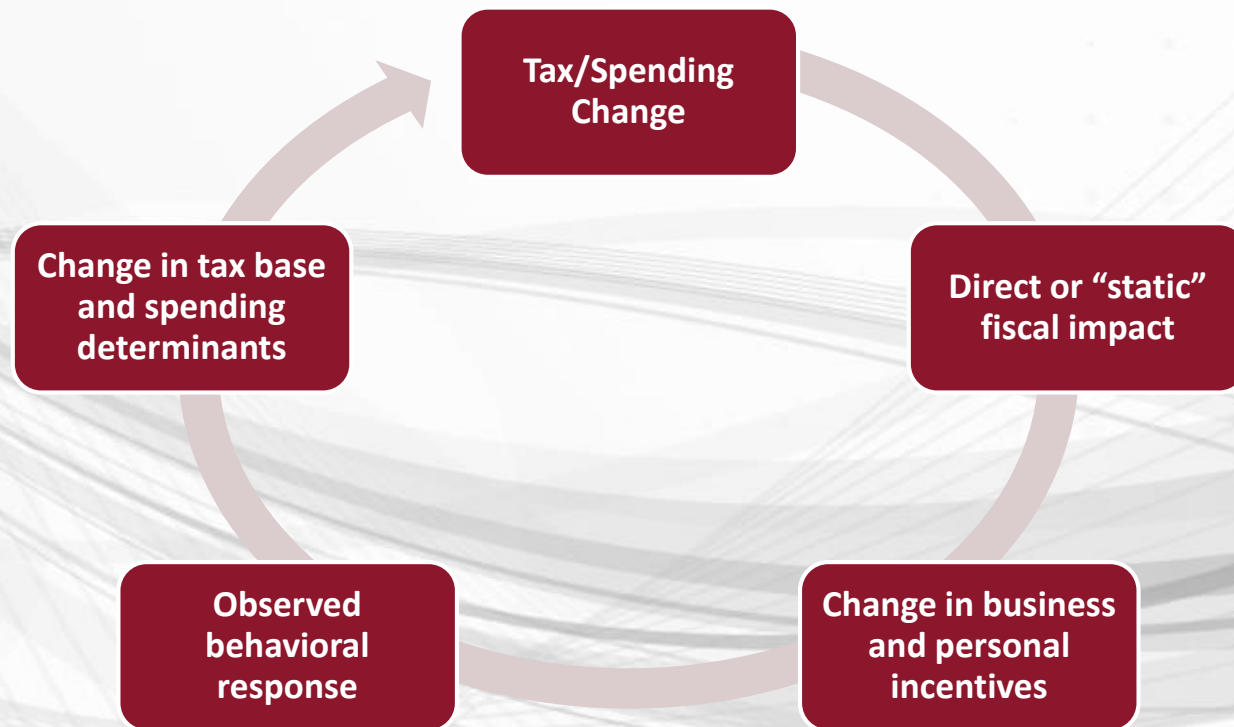 Tax/Spending
Change
Direct or “static”
fiscal impact
Change in business
and personal
incentives
Observed
behavioral
response
Change in tax base
and spending
determinants